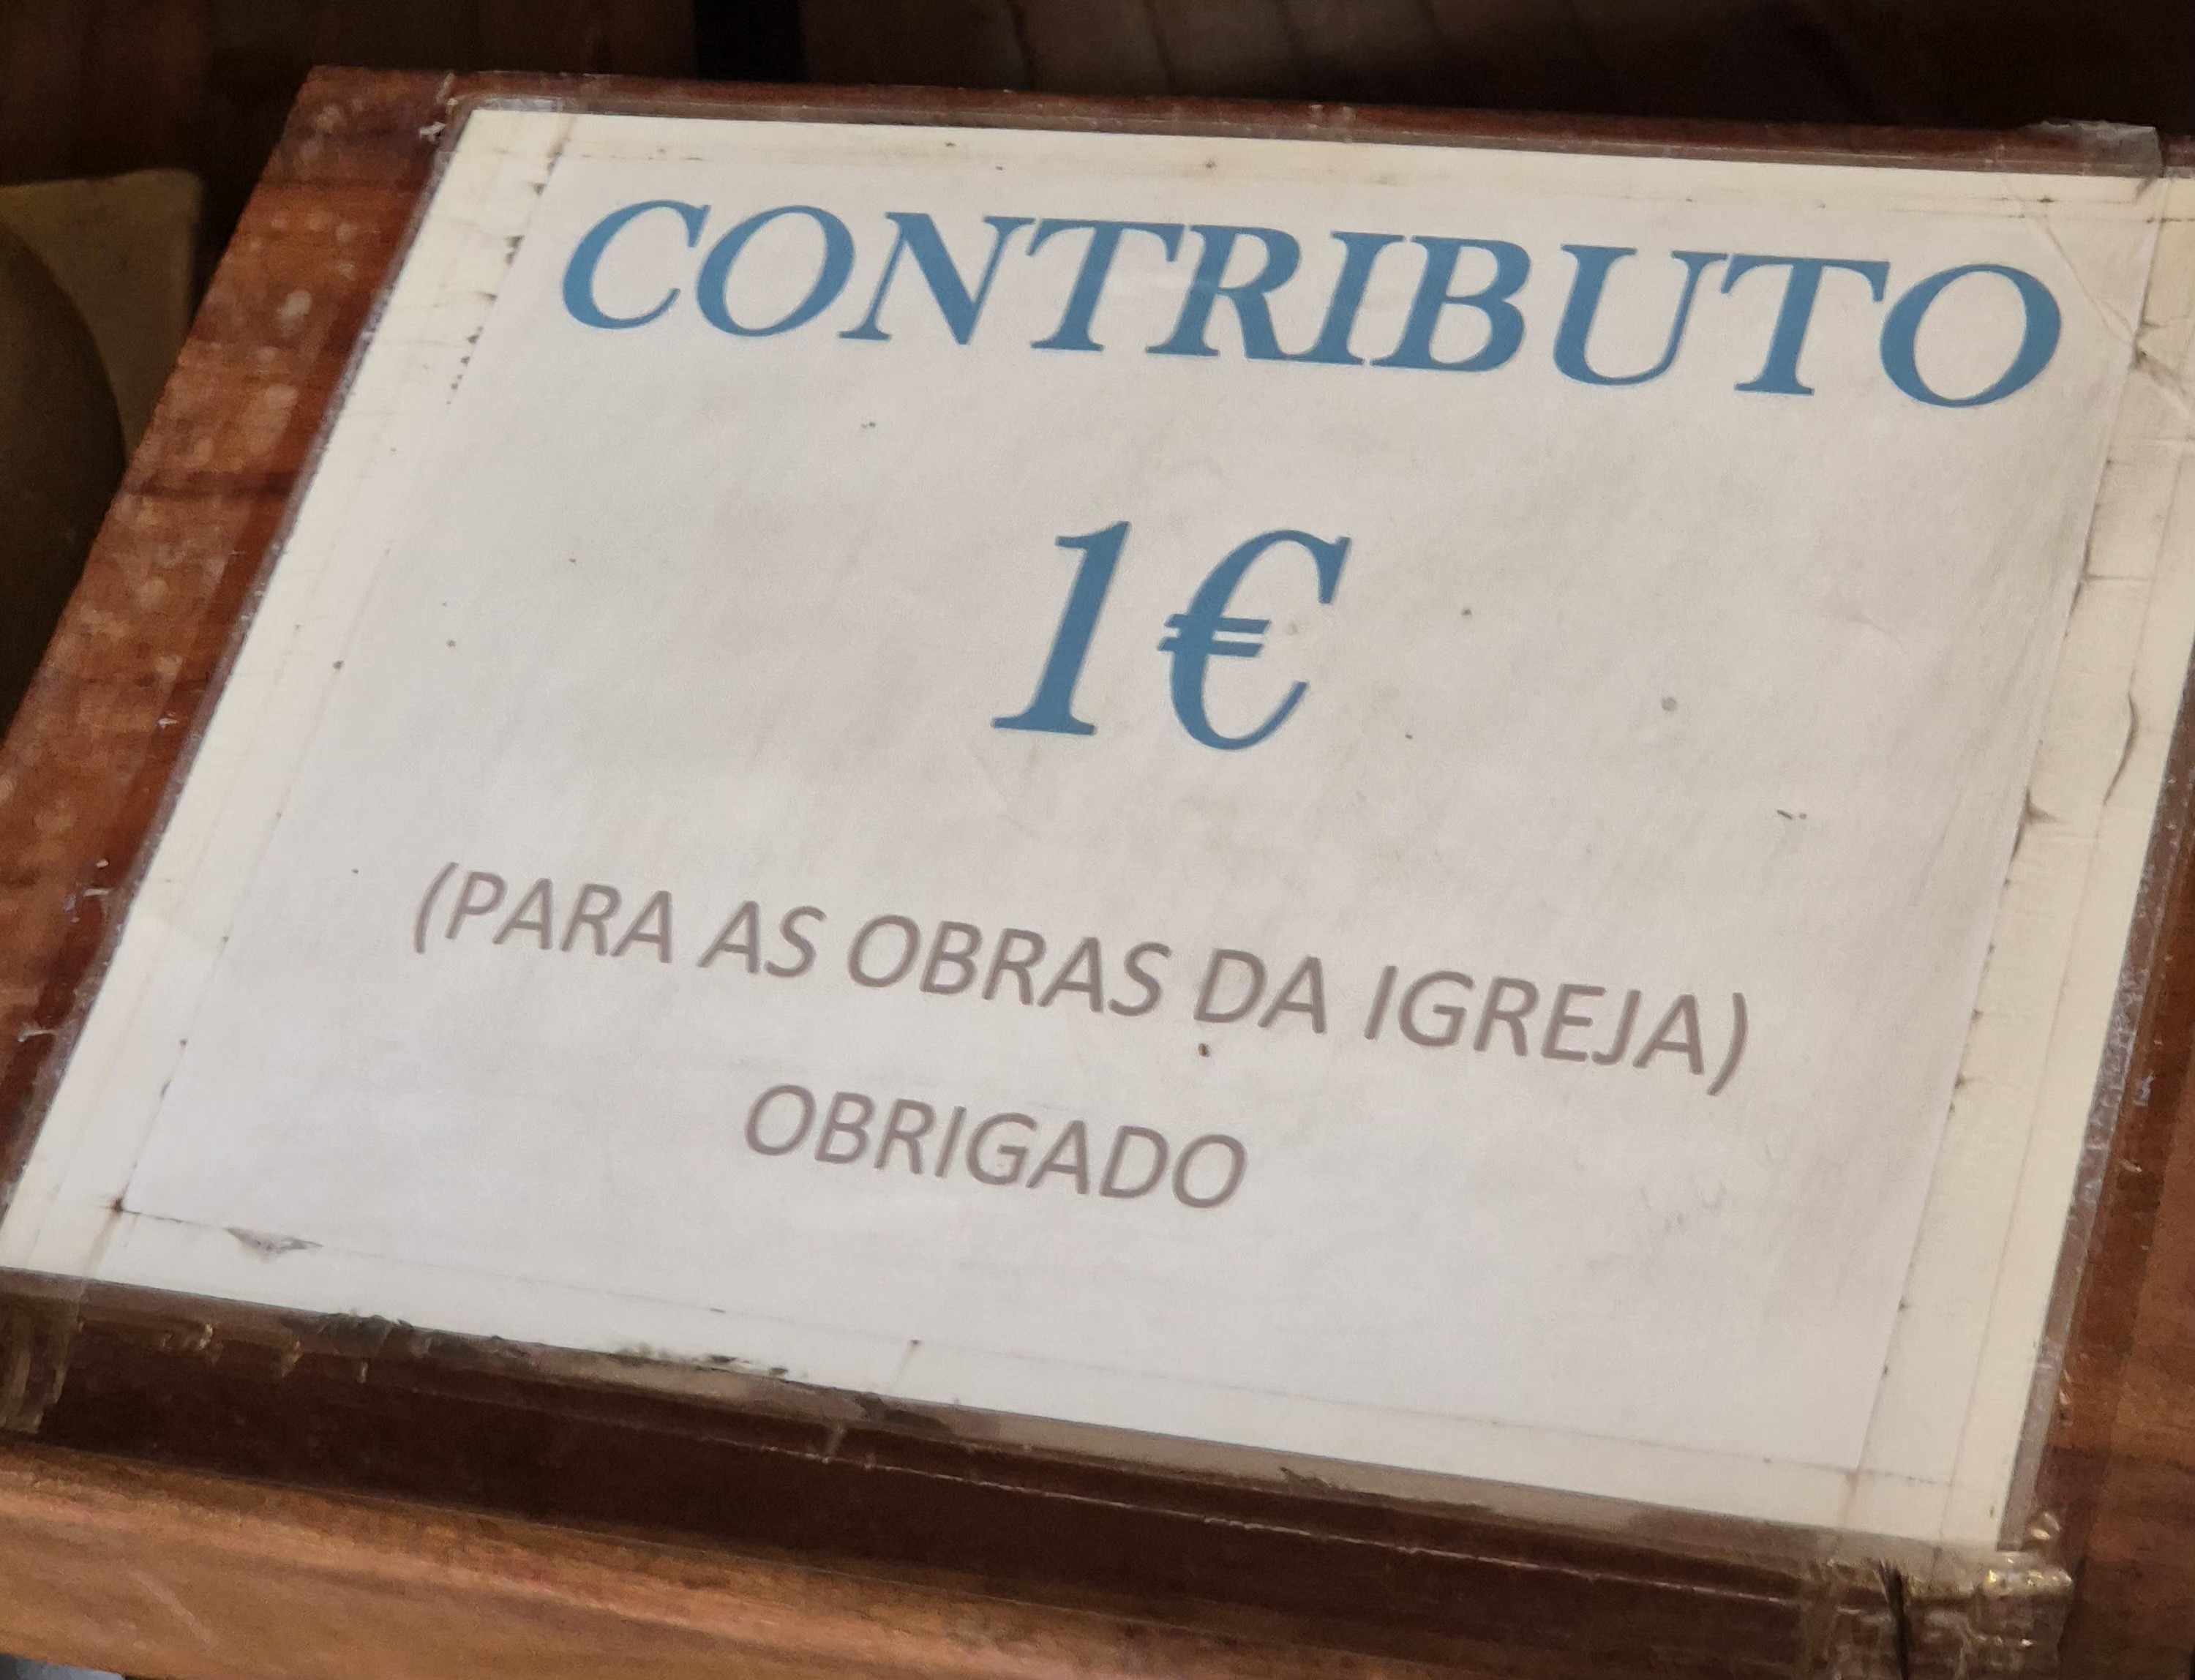 CONTRIBUTO
1€
(PARA AS OBRAS DA IGREJA)
OBRIGADO